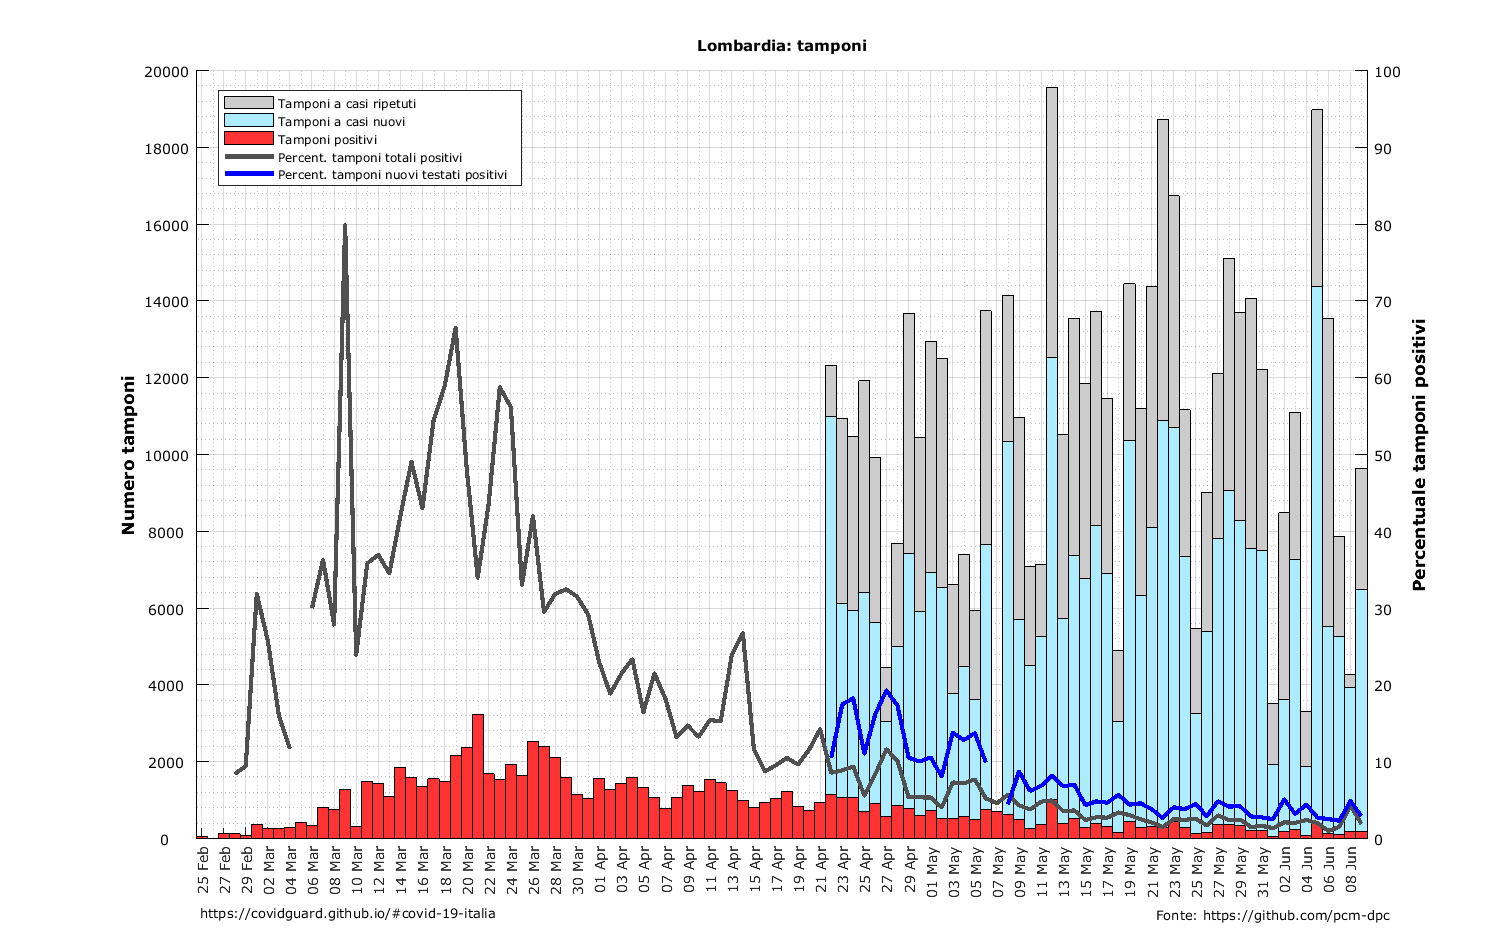 Lombardia: tamponi
Tamponi a casi ripetuti
Tamponi a casi nuovi
Tamponi positivi
Percent. tamponi totali positivi
Percent. tamponi nuovi testati positivi
Numero tamponi
20000
18000
16000
14000
12000
10000
8000
6000
4000
2000
0
100
90
80
70
60
50
40
30
20
10
0
Percentuale tamponi positivi
25 Feb
27 Feb
29 Feb
02 Mar
04 Mar
06 Mar
08 Mar
10 Mar
12 Mar
14 Mar
16 Mar
18 Mar
20 Mar
22 Mar
24 Mar
26 Mar
28 Mar
30 Mar
01 Apr
03 Apr
05 Apr
07 Apr
09 Apr
11 Apr
13 Apr
15 Apr
17 Apr
19 Apr
21 Apr
23 Apr
25 Apr
27 Apr
29 Apr
01 May
03 May
05 May
07 May
09 May
11 May
13 May
15 May
17 May
19 May
21 May
23 May
25 May
27 May
29 May
31 May
02 Jun
04 Jun
06 Jun
08 Jun
https://covidguard.github.io/#covid-19-italia
Fonte: https://github.com/pcm-dpc